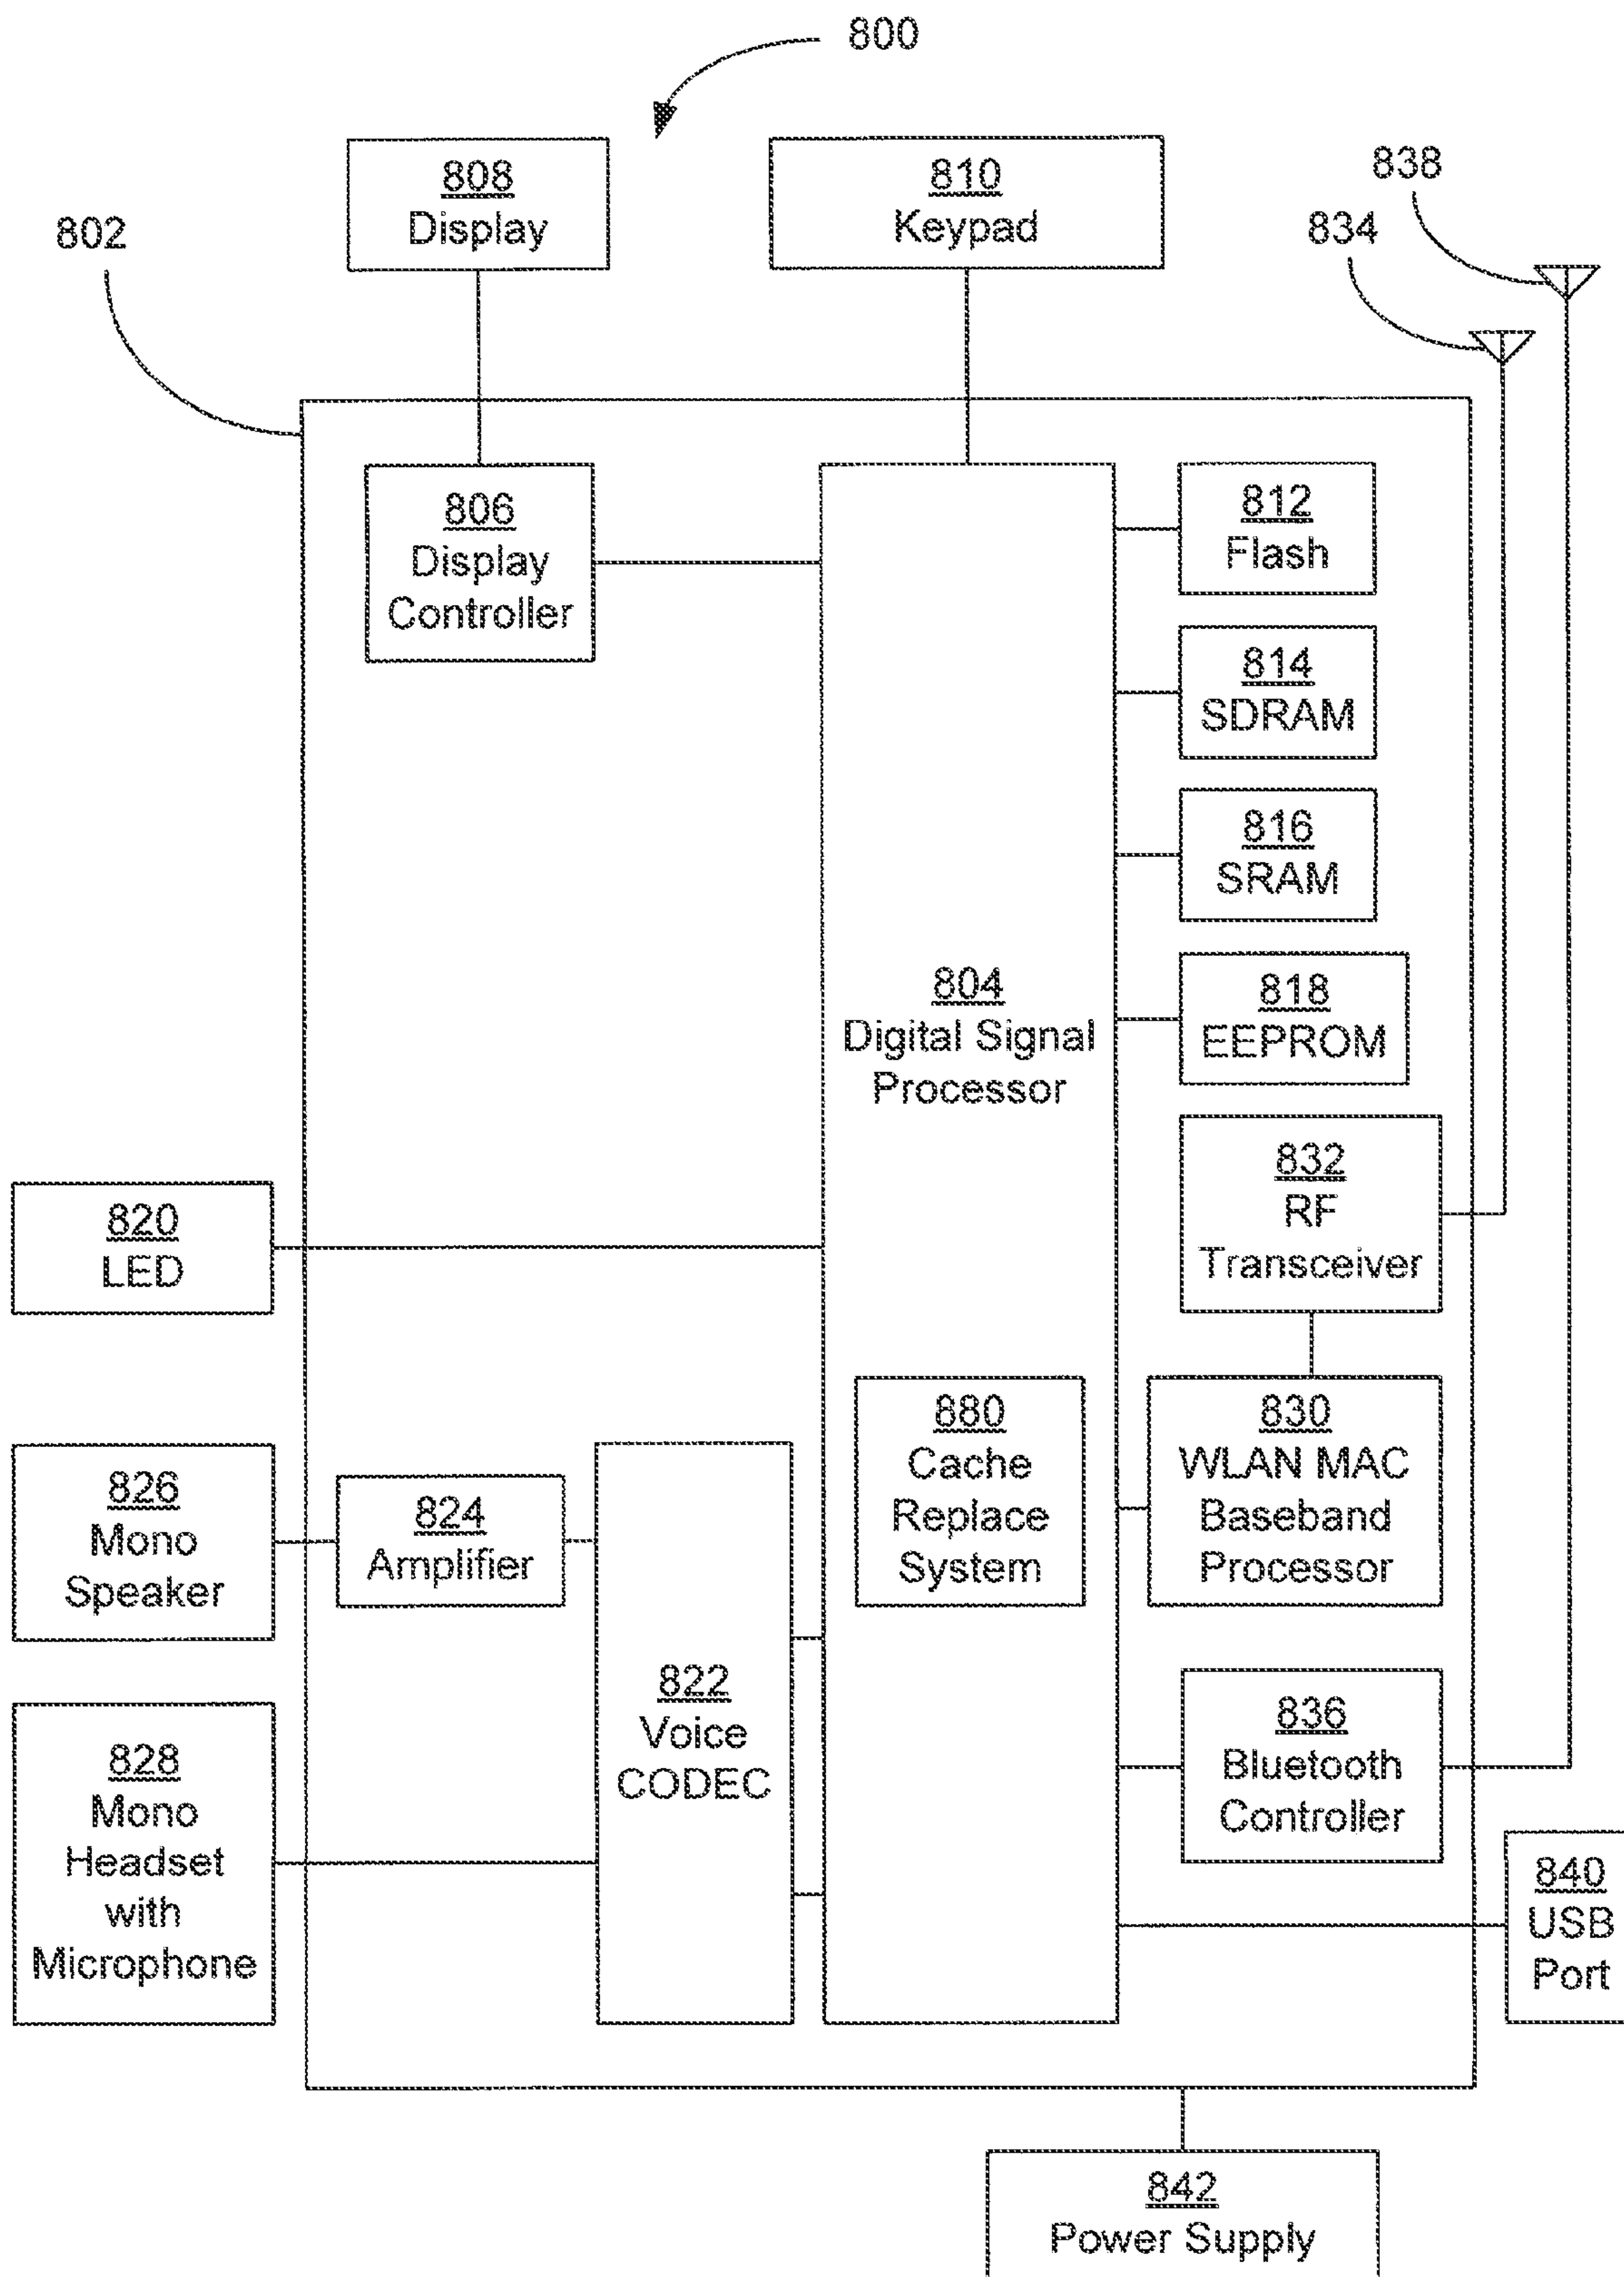 800
808
Display
810
Keypad
838
834
802
806
Display
Controller
812
Flash
814
SDRAM
816
SRAM
804
Digital Signal
Processor
818
EEPROM
832
RF
Transceiver
820
LED
880
Cache
Replace
System
830
WLAN MAC
Baseband
Processor
826
Mono
Speaker
824
Amplifier
822
Voice
CODEC
836
Bluetooth
Controller
828
Mono
Headset
with
Microphone
840
USB
Port
842
Power Supply